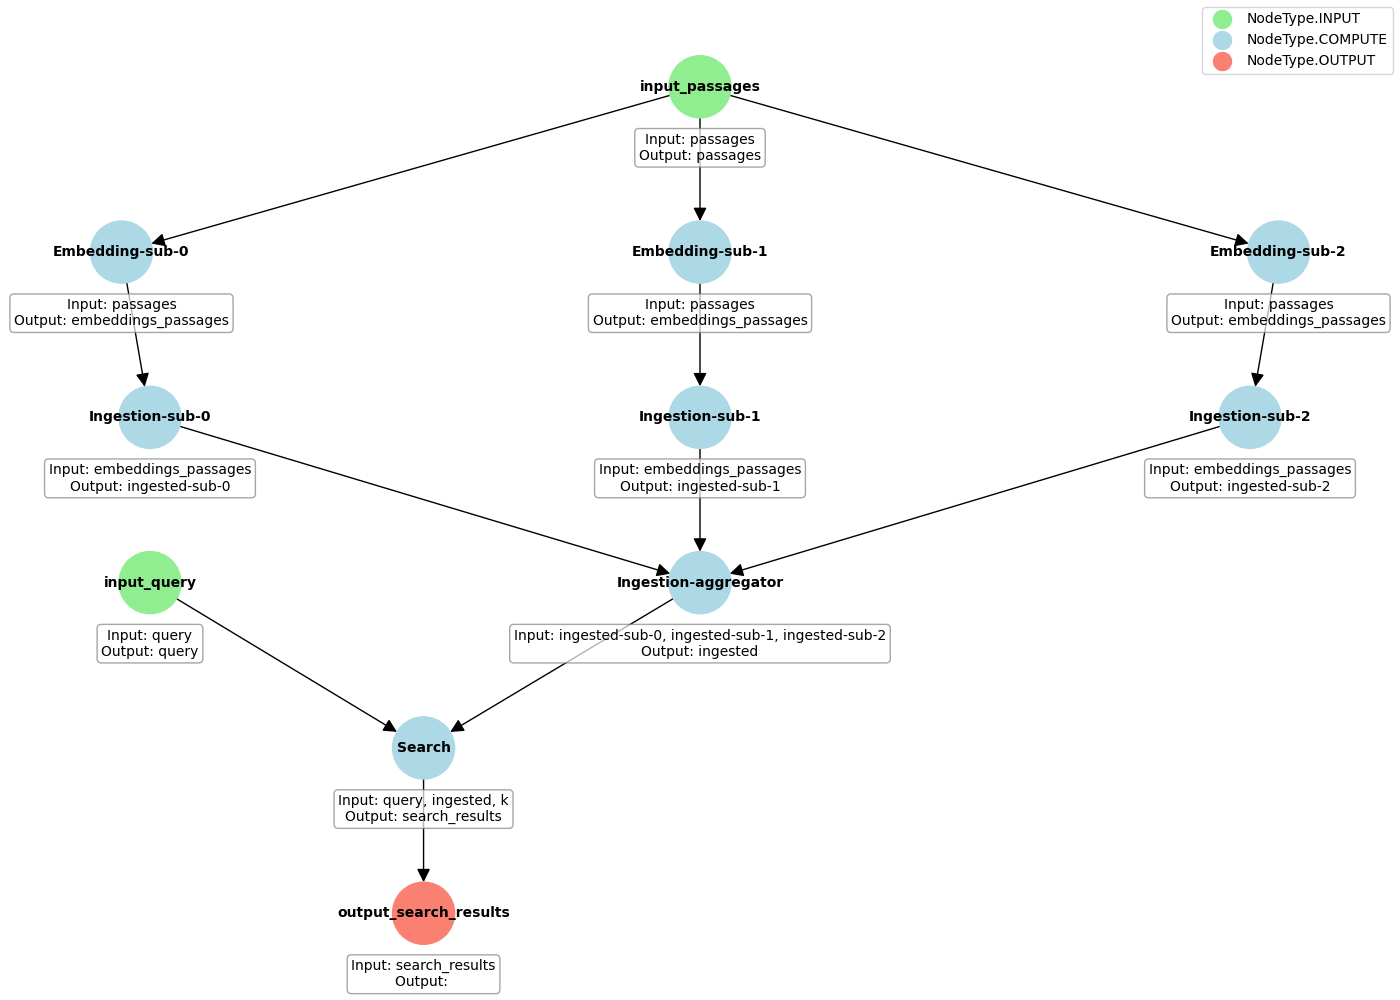 NodeType.INPUT
NodeType.COMPUTE
NodeType.OUTPUT
input_passages
Input: passages
Output: passages
Embedding-sub-0
Embedding-sub-1
Embedding-sub-2
Input: passages
Output: embeddings_passages
Input: passages
Output: embeddings_passages
Input: passages
Output: embeddings_passages
Ingestion-sub-0
Ingestion-sub-1
Ingestion-sub-2
Input: embeddings_passages
Output: ingested-sub-0
Input: embeddings_passages
Output: ingested-sub-1
Input: embeddings_passages
Output: ingested-sub-2
input_query
Ingestion-aggregator
Input: query
Output: query
Input: ingested-sub-0, ingested-sub-1, ingested-sub-2
Output: ingested
Search
Input: query, ingested, k
Output: search_results
output_search_results
Input: search_results
Output: